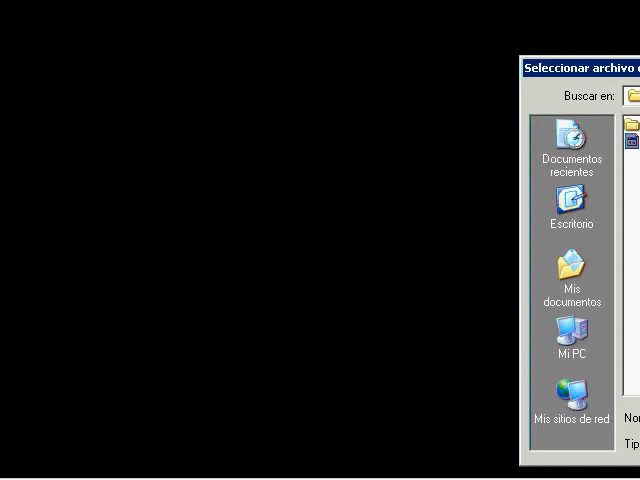 Seleccionar archivo
Buscar en:
Documentos
recientes
Escritorio
Mis
documentos
Mi PC
Mis sitios de red